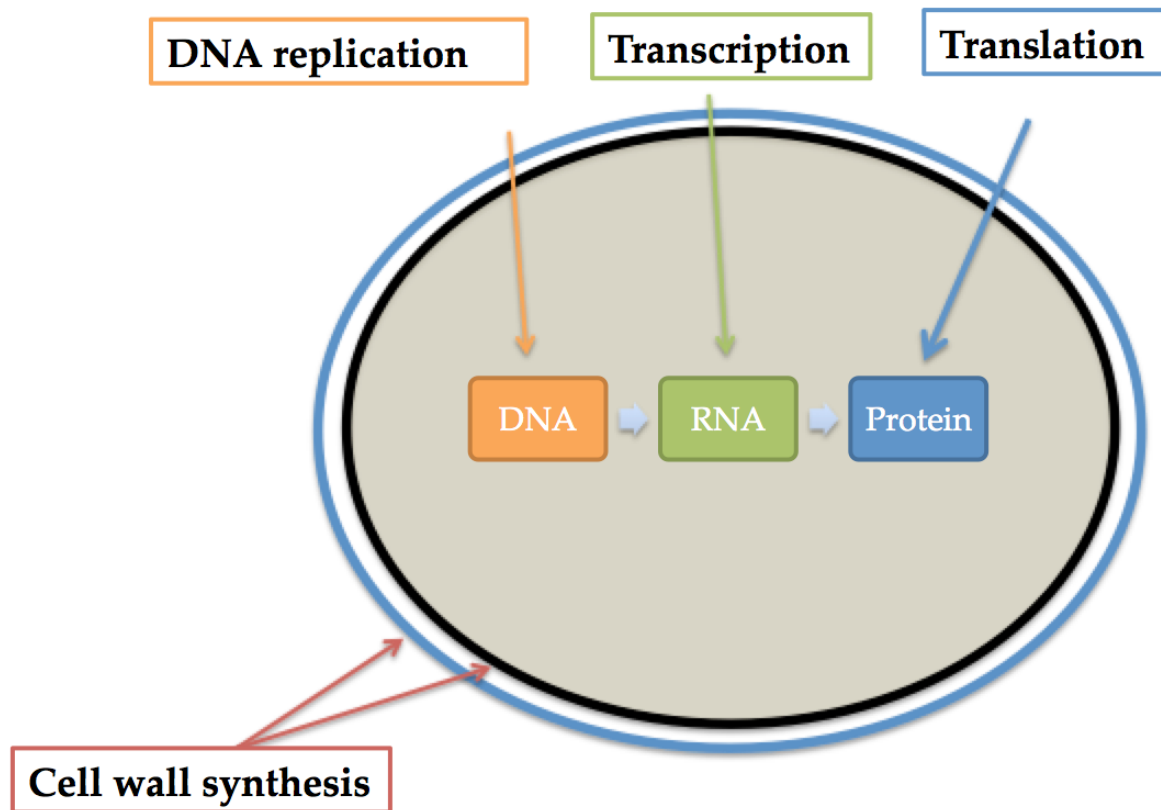 DNA replication
Transcription
Translation
DNA
RNA
Protein
Cell wall synthesis